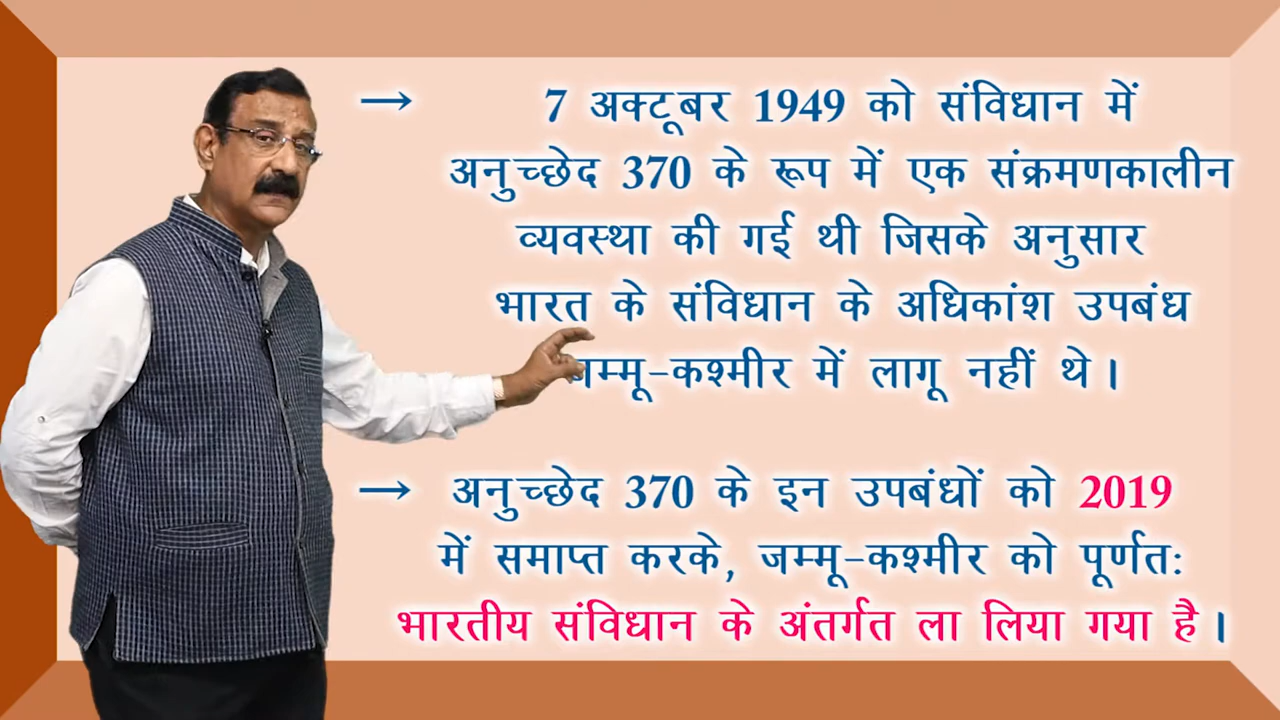 → 7 अक्टूबर 1949 को संविधान में
अनुच्छेद 370 के रूप में एक संक्रमणकालीन
व्यवस्था की गई थी जिसके अनुसार
भारत के संविधान के अधिकांश उपबंध
जम्मू-कश्मीर में लागू नहीं थे।
→ अनुच्छेद 370 के इन उपबंधों को 2019
में समाप्त करके, जम्मू-कश्मीर को पूर्णतः
भारतीय संविधान के अंतर्गत ला लिया गया है।